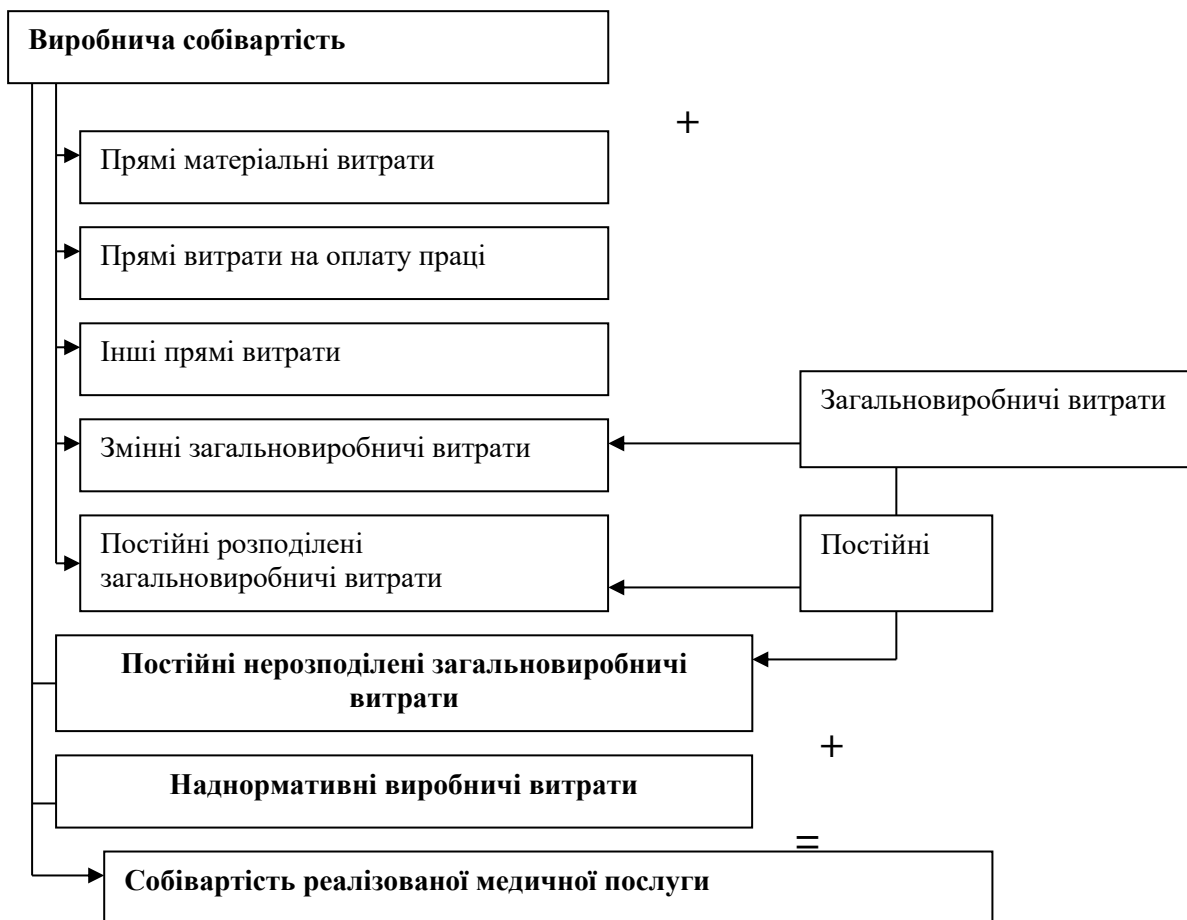 Виробнича собівартість
+
Прямі матеріальні витрати
Прямі витрати на оплату праці
Інші прямі витрати
Загальновиробничі витрати
Змінні загальновиробничі витрати
Постійні розподілені
загальновиробничі витрати
Постійні
Постійні нерозподілені загальновиробничі
витрати
+
Наднормативні виробничі витрати
=
Собівартість реалізованої медичної послуги